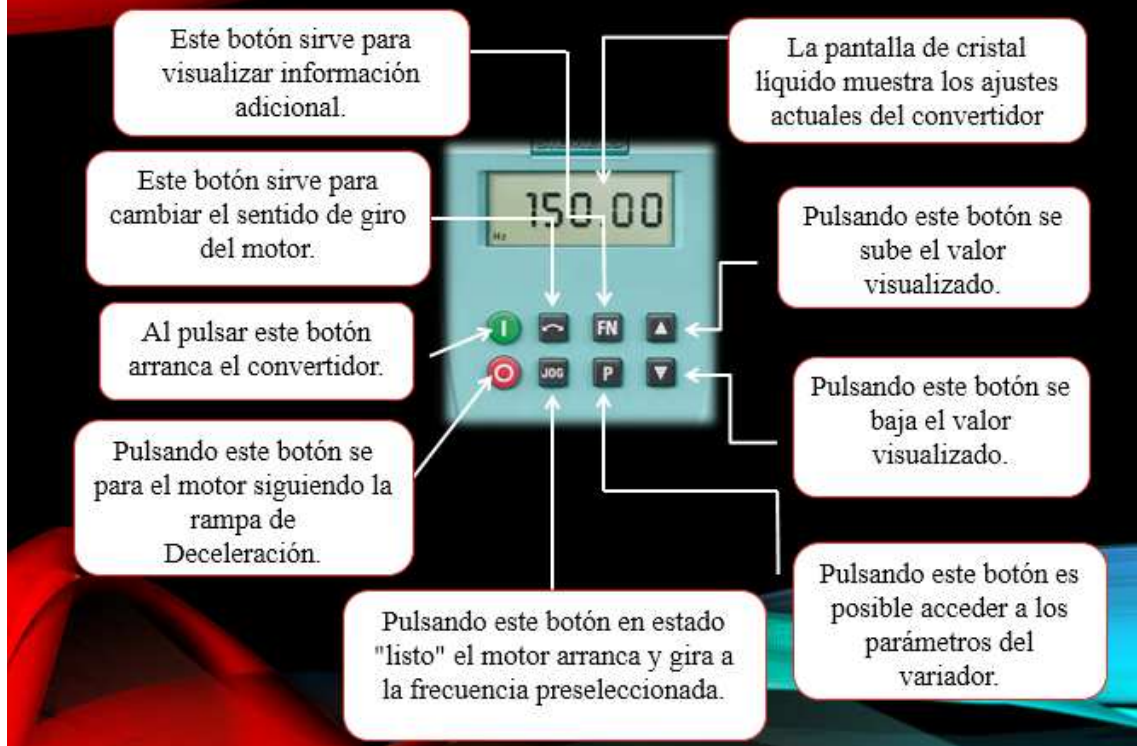 Este botón sirve para
visualizar información
adicional.
La pantalla de cristal
líquido muestra los ajustes
actuales del convertidor
Este botón sirve para
cambiar el sentido de giro
del motor.
150.00
Hz
Pulsando este botón se
sube el valor
visualizado.
Al pulsar este botón
arranca el convertidor.
I
FN
O
JOG
P
Pulsando este botón se
baja el valor
visualizado.
Pulsando este botón se
para el motor siguiendo la
rampa de
Deceleración.
Pulsando este botón en estado
"listo" el motor arranca y gira a
la frecuencia preseleccionada.
Pulsando este botón es
posible acceder a los
parámetros del
variador.